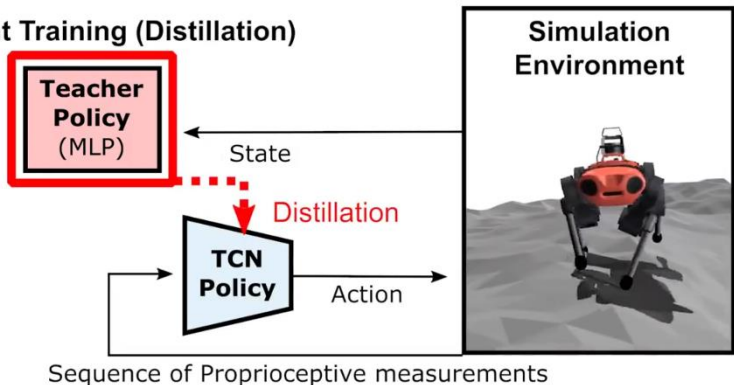 t Training (Distillation)
Simulation
Environment
Teacher
Policy
(MLP)
State
Distillation
TCN
Policy
Action
Sequence of Proprioceptive measurements